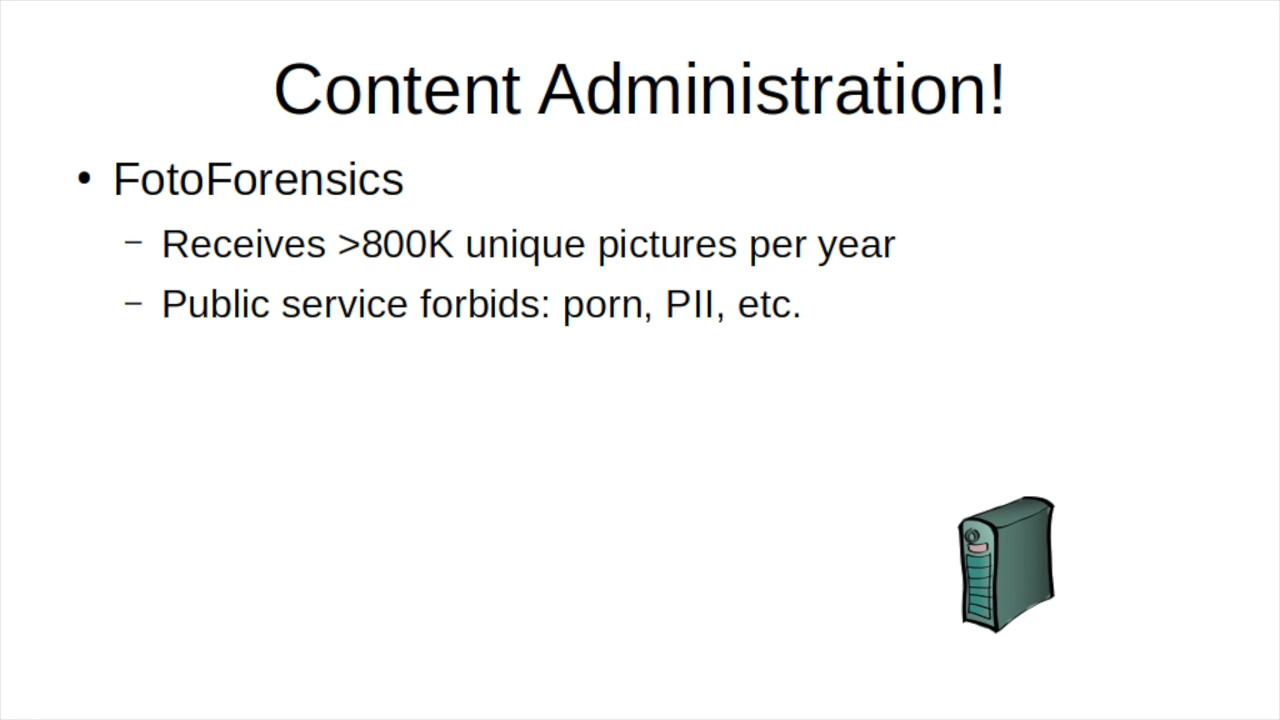 Content Administration!
• FotoForensics
– Receives >800K unique pictures per year
– Public service forbids: porn, PII, etc.